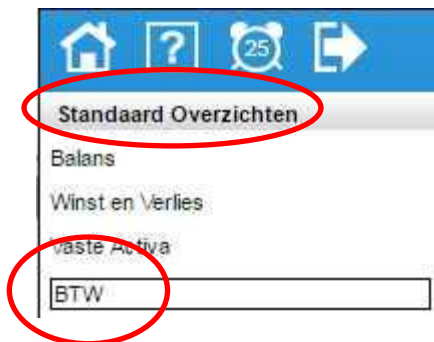 ?
25
Standaard Overzichten
Balans
Winst en Verlies
Vaste Activa
BTW